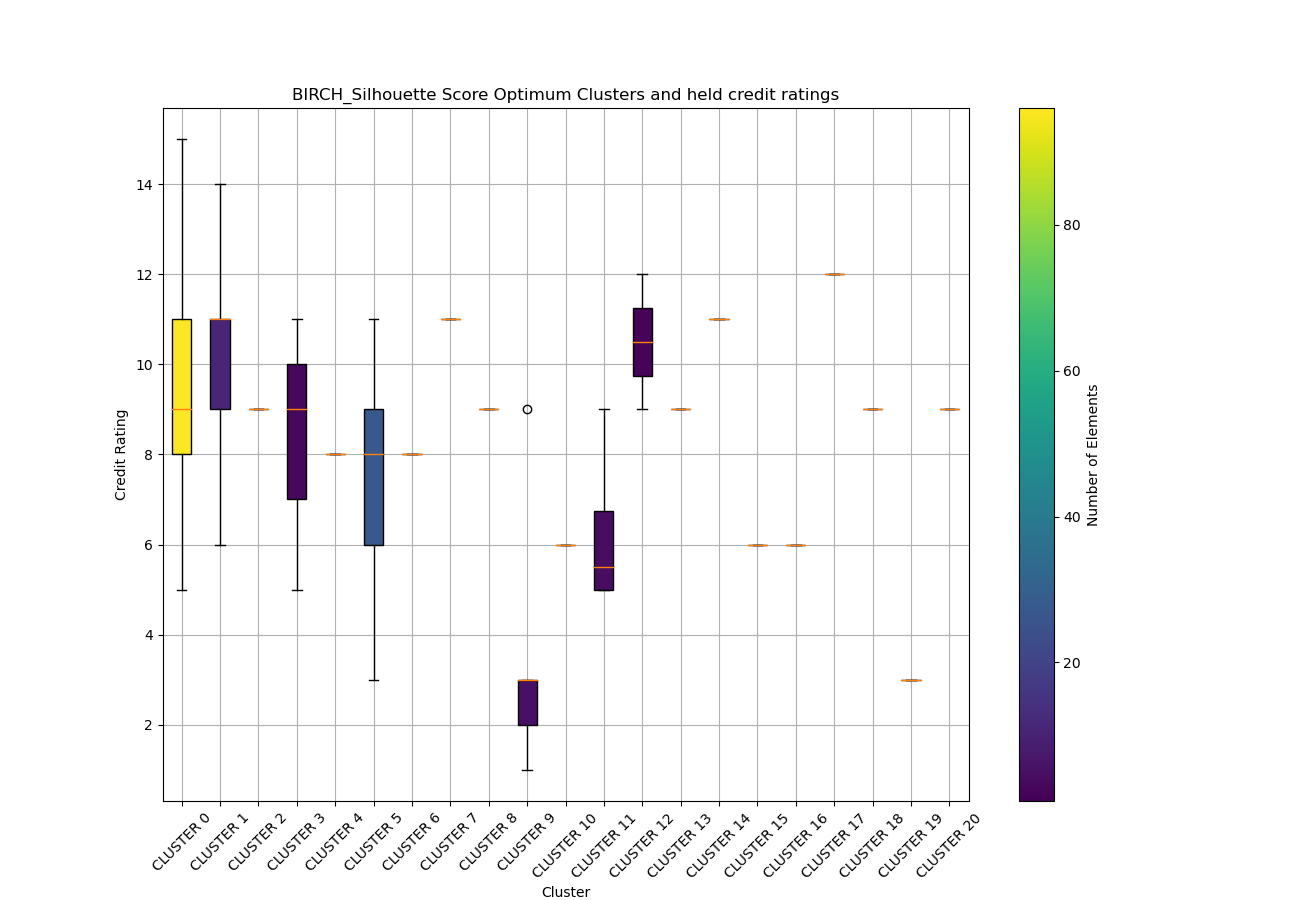 BIRCH_Silhouette Score Optimum Clusters and held credit ratings
14
12
10
8
6
4
2
Credit Rating
CLUSTER 0
CLUSTER 1
CLUSTER 2
CLUSTER 3
CLUSTER 4
CLUSTER 5
CLUSTER 6
CLUSTER 7
CLUSTER 8
CLUSTER 9
CLUSTER 10
CLUSTER 11
CLUSTER 12
CLUSTER 13
CLUSTER 14
CLUSTER 15
CLUSTER 16
CLUSTER 17
CLUSTER 18
CLUSTER 19
CLUSTER 20
Cluster
80
60
40
20
Number of Elements